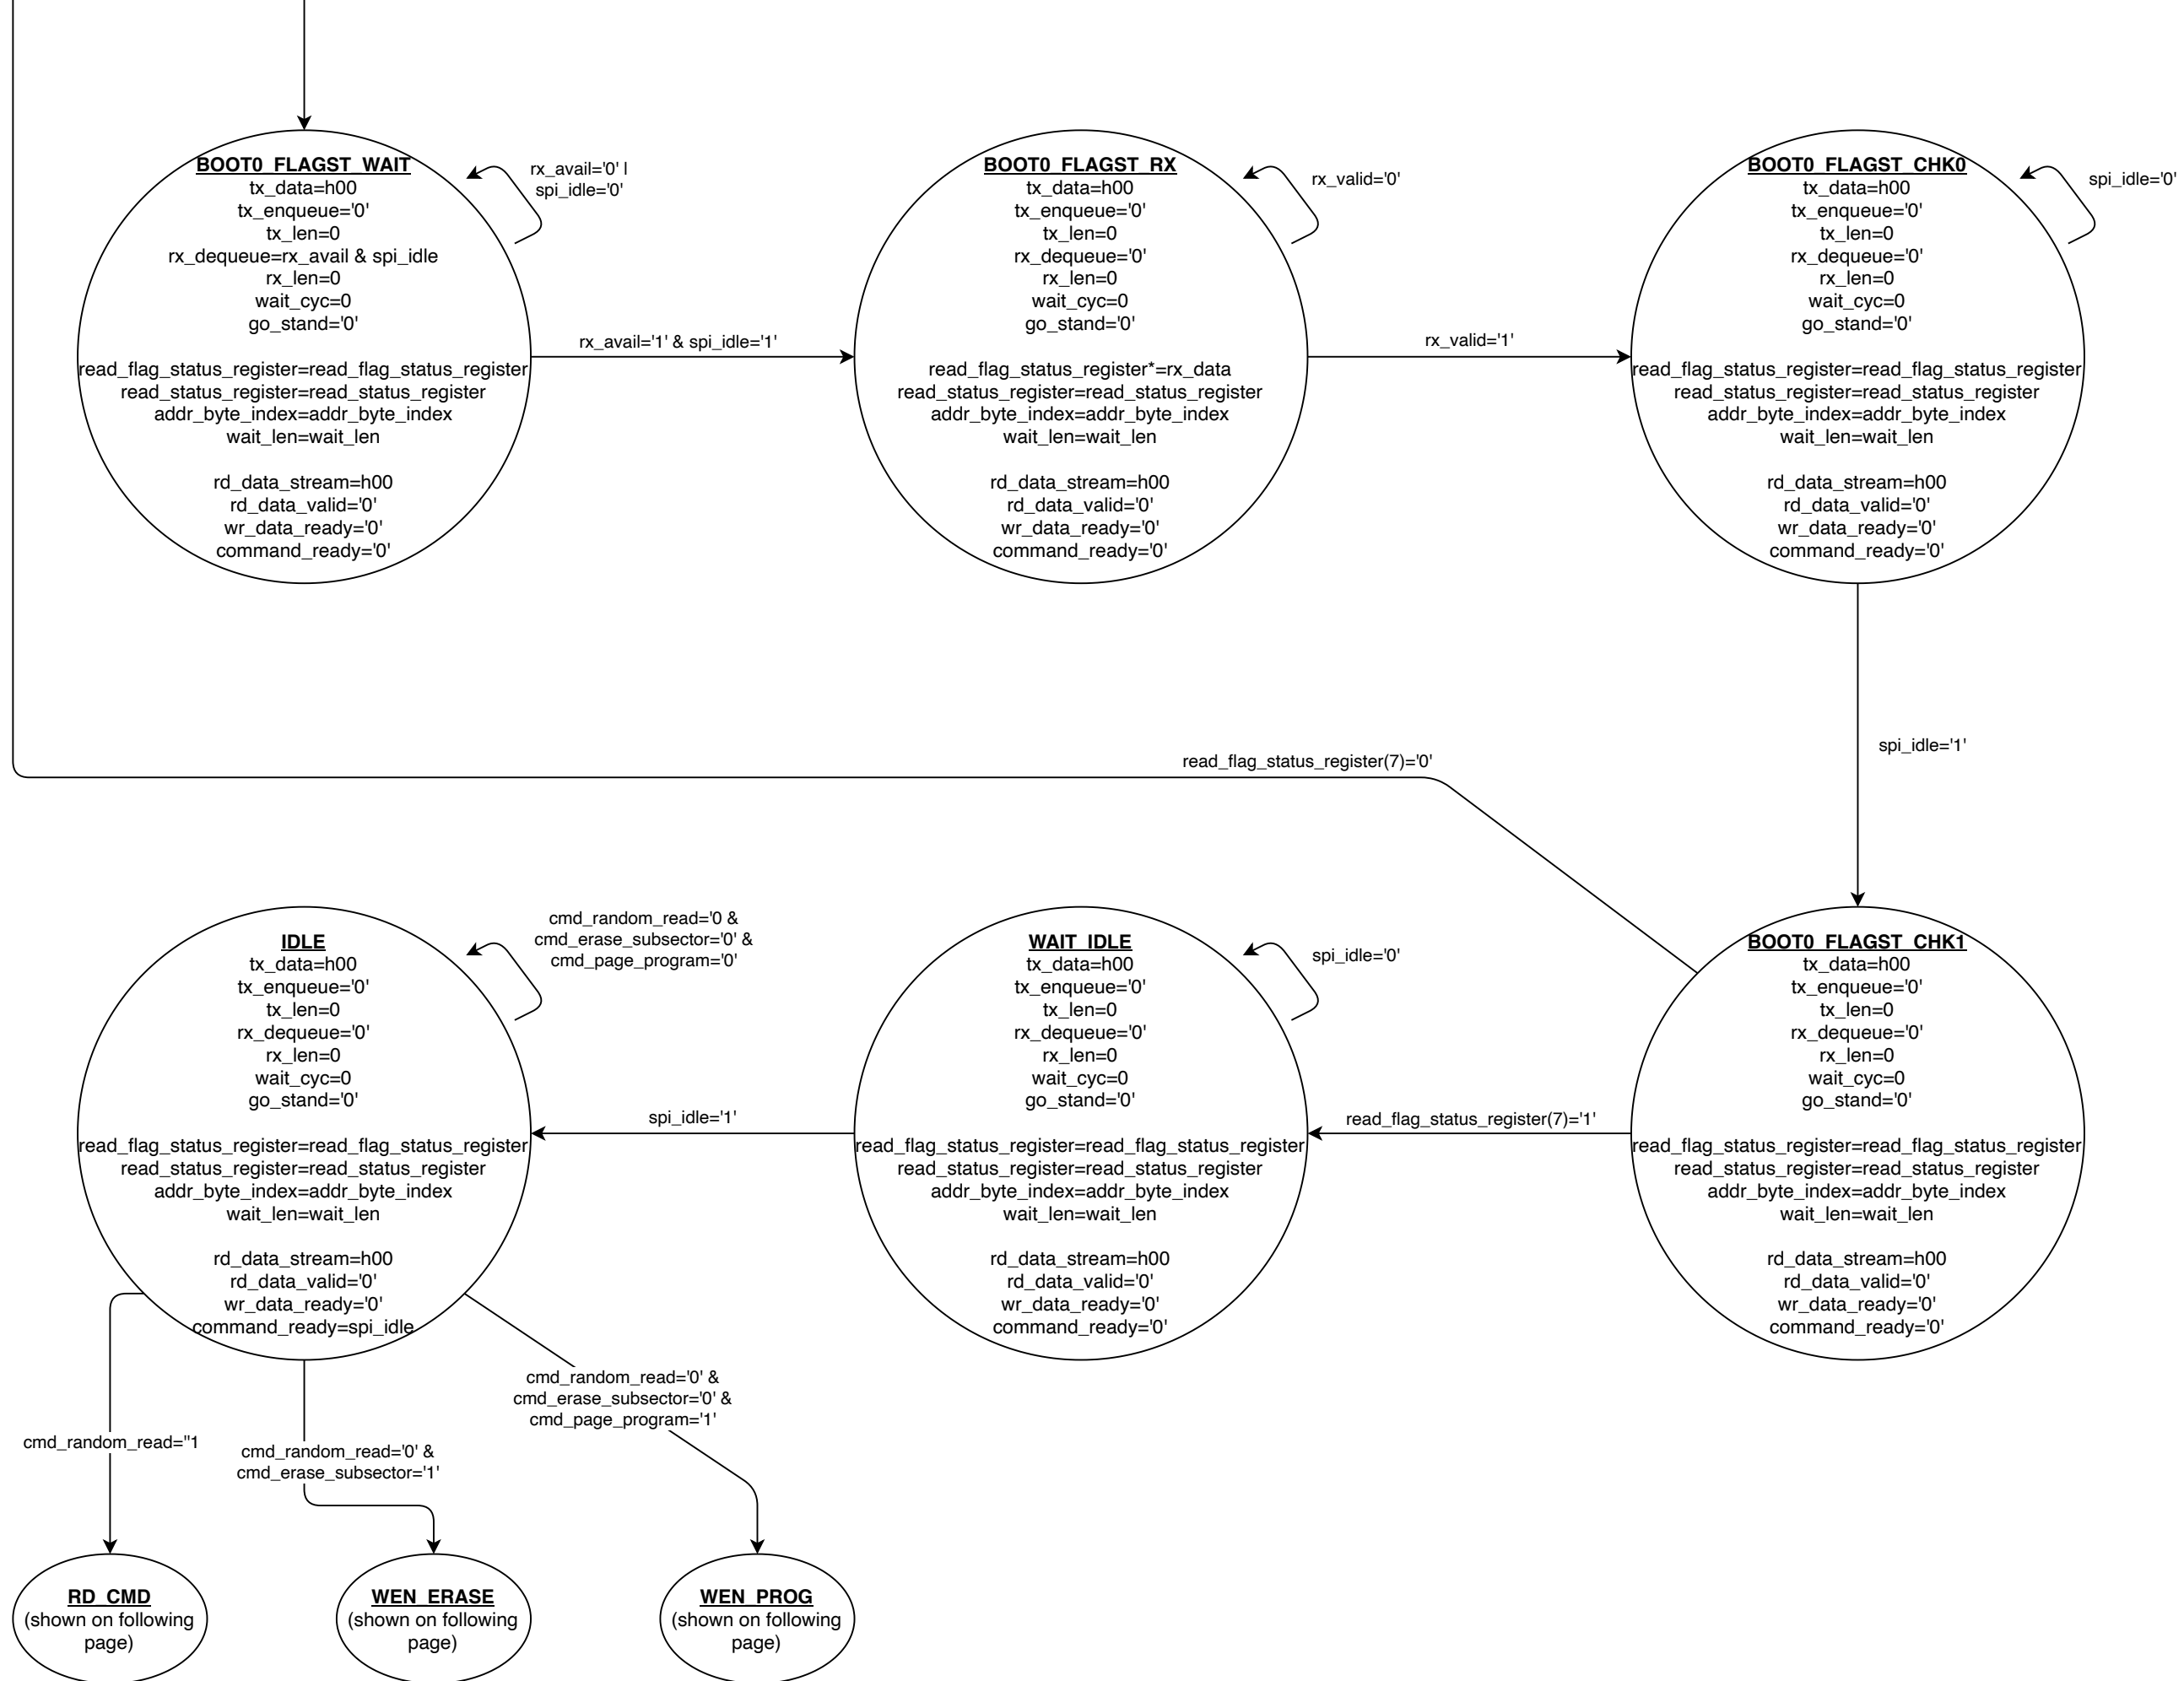 BOOT0_FLAGST_WAIT
tx_data=h00
tx_enqueue='0'
tx_len=0
rx_dequeue=rx_avail & spi_idle
rx_len=0
wait_cyc=0
go_stand='0'
read_flag_status_register=read_flag_status_register
read_status_register=read_status_register
addr_byte_index=addr_byte_index
wait_len=wait_len
rd_data_stream=h00
rd_data_valid='0'
wr_data_ready='0'
command_ready='0'
rx_avail='0' |
spi_idle='0'
rx_avail='1' & spi_idle='1'
BOOT0_FLAGST_RX
tx_data=h00
tx_enqueue='0'
tx_len=0
rx_dequeue='0'
rx_len=0
wait_cyc=0
go_stand='0'
read_flag_status_register*=rx_data
read_status_register=read_status_register
addr_byte_index=addr_byte_index
wait_len=wait_len
rd_data_stream=h00
rd_data_valid='0'
wr_data_ready='0'
command_ready='0'
rx_valid='0'
rx_valid='1'
BOOT0_FLAGST_CHK0
tx_data=h00
tx_enqueue='0'
tx_len=0
rx_dequeue='0'
rx_len=0
wait_cyc=0
go_stand='0'
read_flag_status_register=read_flag_status_register
read_status_register=read_status_register
addr_byte_index=addr_byte_index
wait_len=wait_len
rd_data_stream=h00
rd_data_valid='0'
wr_data_ready='0'
command_ready='0'
spi_idle='0'
spi_idle='1'
read_flag_status_register(7)='0'
IDLE
tx_data=h00
tx_enqueue='0'
tx_len=0
rx_dequeue='0'
rx_len=0
wait_cyc=0
go_stand='0'
read_flag_status_register=read_flag_status_register
read_status_register=read_status_register
addr_byte_index=addr_byte_index
wait_len=wait_len
rd_data_stream=h00
rd_data_valid='0'
wr_data_ready='0'
command_ready=spi_idle
cmd_random_read='0 &
cmd_erase_subsector='0' &
cmd_page_program='0'
spi_idle='1'
WAIT_IDLE
tx_data=h00
tx_enqueue='0'
tx_len=0
rx_dequeue='0'
rx_len=0
wait_cyc=0
go_stand='0'
read_flag_status_register=read_flag_status_register
read_status_register=read_status_register
addr_byte_index=addr_byte_index
wait_len=wait_len
rd_data_stream=h00
rd_data_valid='0'
wr_data_ready='0'
command_ready='0'
spi_idle='0'
read_flag_status_register(7)='1'
BOOT0_FLAGST_CHK1
tx_data=h00
tx_enqueue='0'
tx_len=0
rx_dequeue='0'
rx_len=0
wait_cyc=0
go_stand='0'
read_flag_status_register=read_flag_status_register
read_status_register=read_status_register
addr_byte_index=addr_byte_index
wait_len=wait_len
rd_data_stream=h00
rd_data_valid='0'
wr_data_ready='0'
command_ready='0'
cmd_random_read=''1
cmd_random_read='0' &
cmd_erase_subsector='1'
cmd_random_read='0' &
cmd_erase_subsector='0' &
cmd_page_program='1'
RD_CMD
(shown on following
page)
WEN_ERASE
(shown on following
page)
WEN_PROG
(shown on following
page)